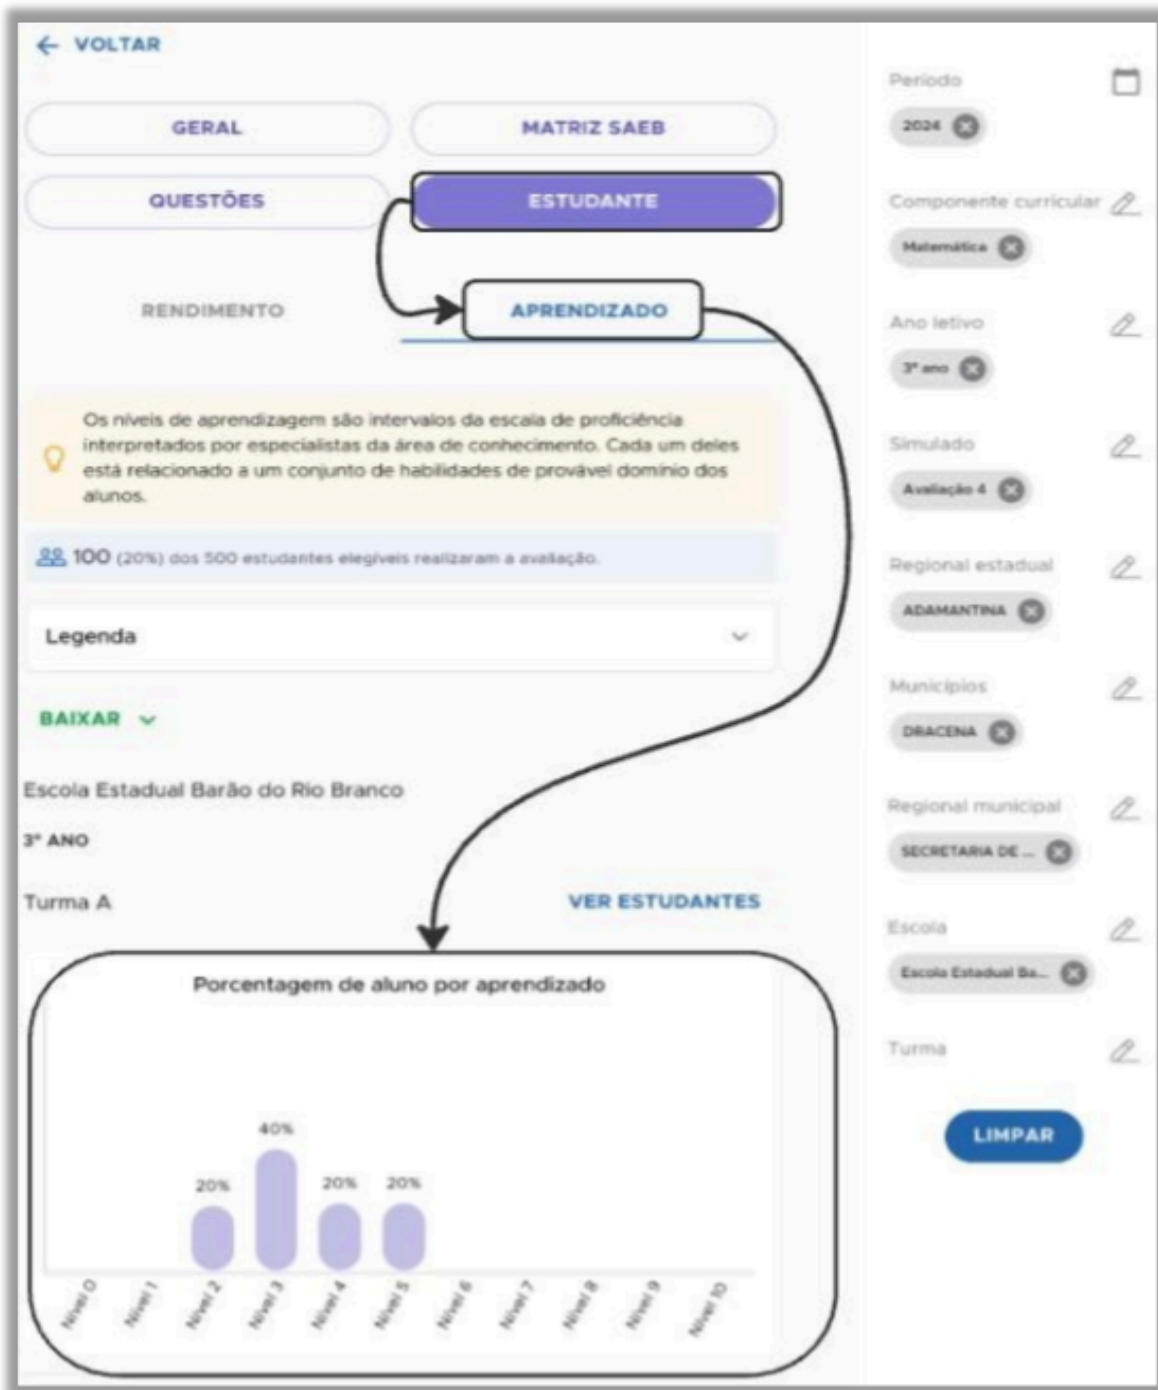 VOLTAR
GERAL
MATRIZ SAEB
QUESTÕES
ESTUDANTE
RENDIMENTO
APRENDIZADO
Os níveis de aprendizagem são intervalos da escala de proficiência
interpretados por especialistas da área de conhecimento. Cada um deles
está relacionado a um conjunto de habilidades de provável domínio dos
alunos.
100 (20%) dos 500 estudantes elegíveis realizaram a avaliação.
Legenda
BAIXAR
Escola Estadual Barão do Rio Branco
3º ANO
Turma A
VER ESTUDANTES
Porcentagem de aluno por aprendizado
20%
40%
20%
20%
Nível 0
Nível 1
Nível 2
Nível 3
Nível 4
Nível 5
Nível 6
Nível 7
Nível 8
Nível 9
Nível 10
Período
2024
Componente curricular
Matemática
Ano letivo
3º ano
Simulado
Avaliação 4
Regional estadual
ADAMANTINA
Municípios
DRACENA
Regional municipal
SECRETARIA DE ...
Escola
Escola Estadual Ba...
Turma
LIMPAR